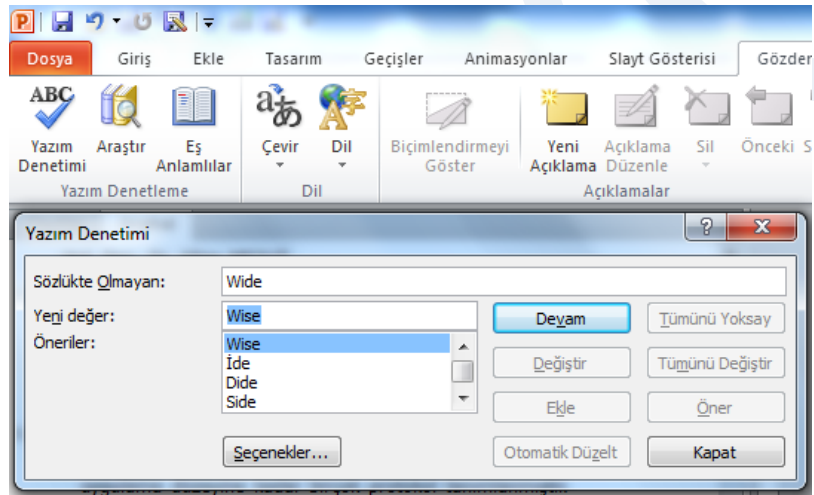 Dosya Giriş Ekle Tasarım Geçişler Animasyonlar Slayt Gösterisi Gözder
ABC
Yazım Denetimi
Araştır
Eş Anlamlılar
Yazım Denetleme
Çevir
Dil
Dil
Biçimlendirmeyi Göster
Yeni Açıklama
Açıklama Düzenle
Sil
Önceki
S
Açıklamalar
Yazım Denetimi
Sözlükte Olmayan: Wide
Yeni değer: Wise
Öneriler:
Wise
İde
Dide
Side
Devam
Tümünü Yoksay
Değiştir
Tümünü Değiştir
Ekle
Öner
Seçenekler...
Otomatik Düzelt
Kapat